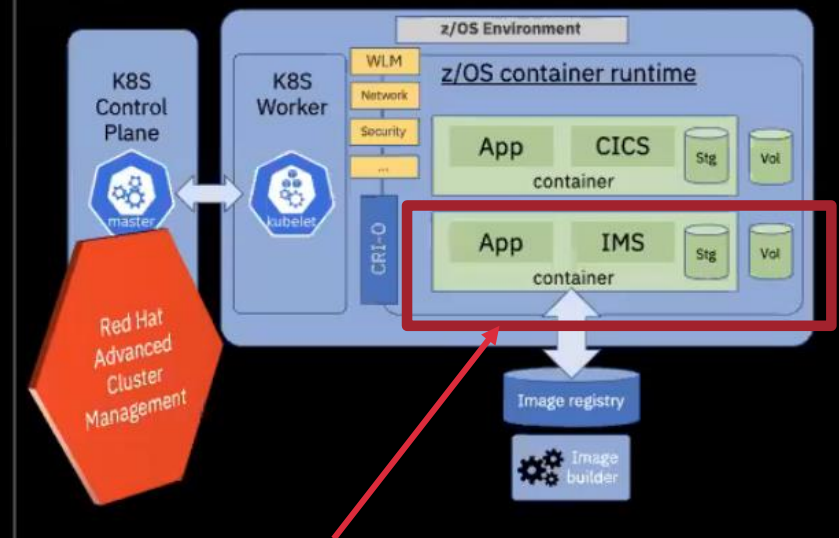 z/OS Environment
K8S
Control
Plane
master
K8S
Worker
kubelet
WLM
Network
Security
...
CRI-O
z/OS container runtime
App
CICS
Stg
Vol
container
App
IMS
Stg
Vol
container
Red Hat
Advanced
Cluster
Management
Image registry
Image
builder